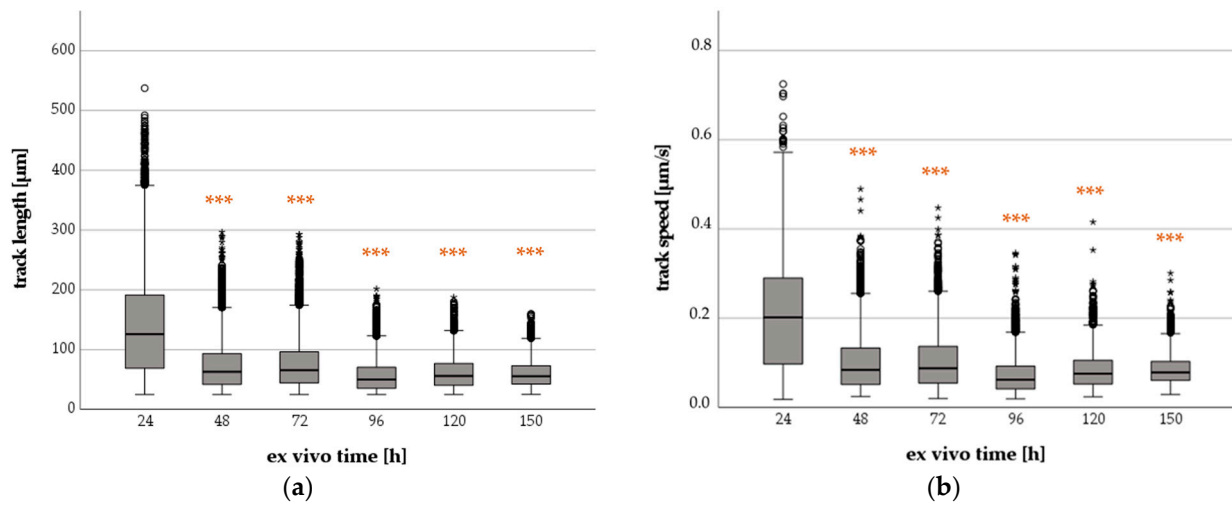 600
500
400
300
200
100
0
track length [μm]
*** *** *** *** ***
24 48 72 96 120 150
ex vivo time [h]
(a)
0.8
0.6
0.4
0.2
0.0
track speed [μm/s]
*** *** *** *** ***
24 48 72 96 120 150
ex vivo time [h]
(b)